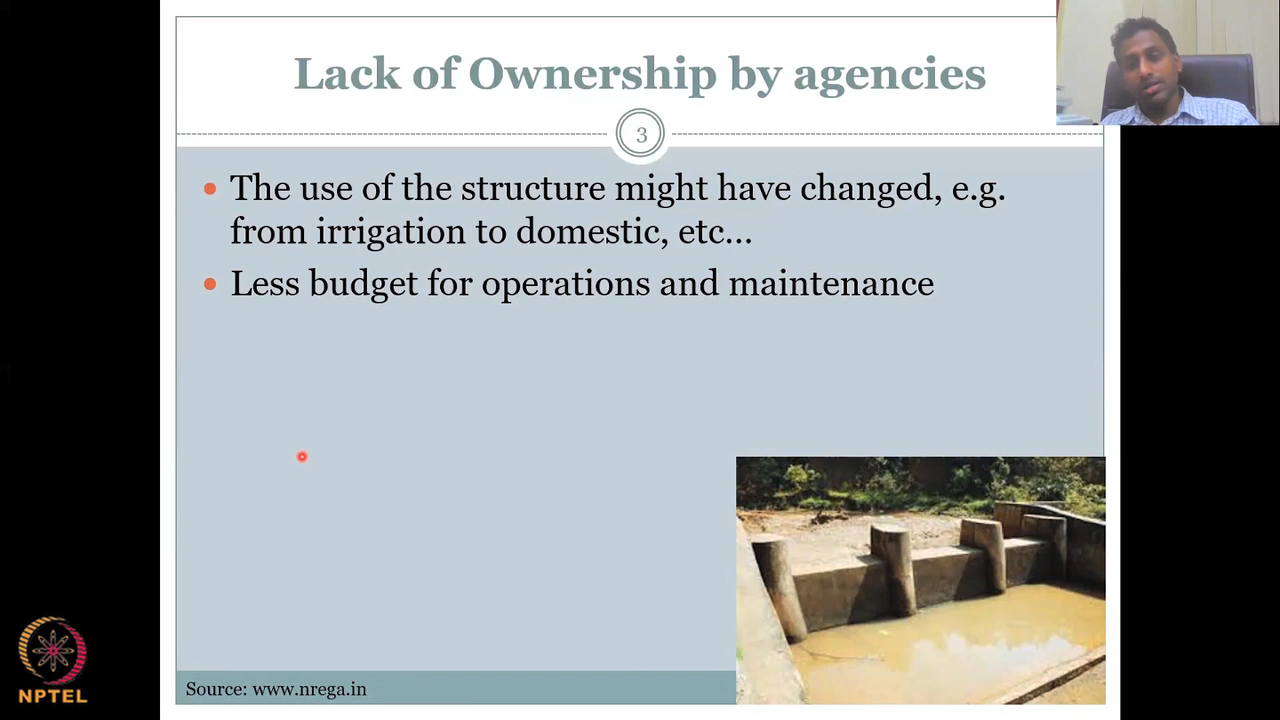 Lack of Ownership by agencies
3
The use of the structure might have changed, e.g.
from irrigation to domestic, etc...
Less budget for operations and maintenance
Source: www.nrega.in
NPTEL